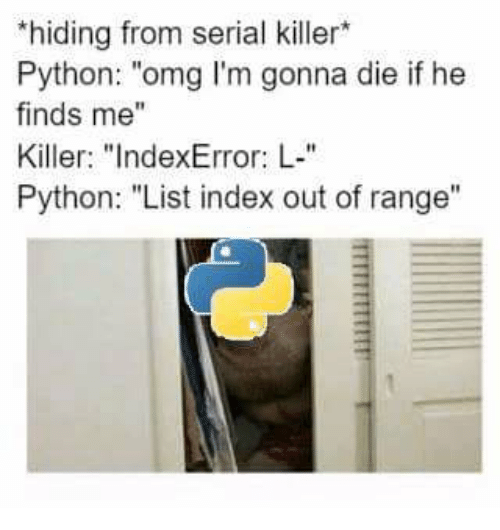 *hiding from serial killer*
Python: "omg I'm gonna die if he
finds me"
Killer: "IndexError: L-"
Python: "List index out of range"